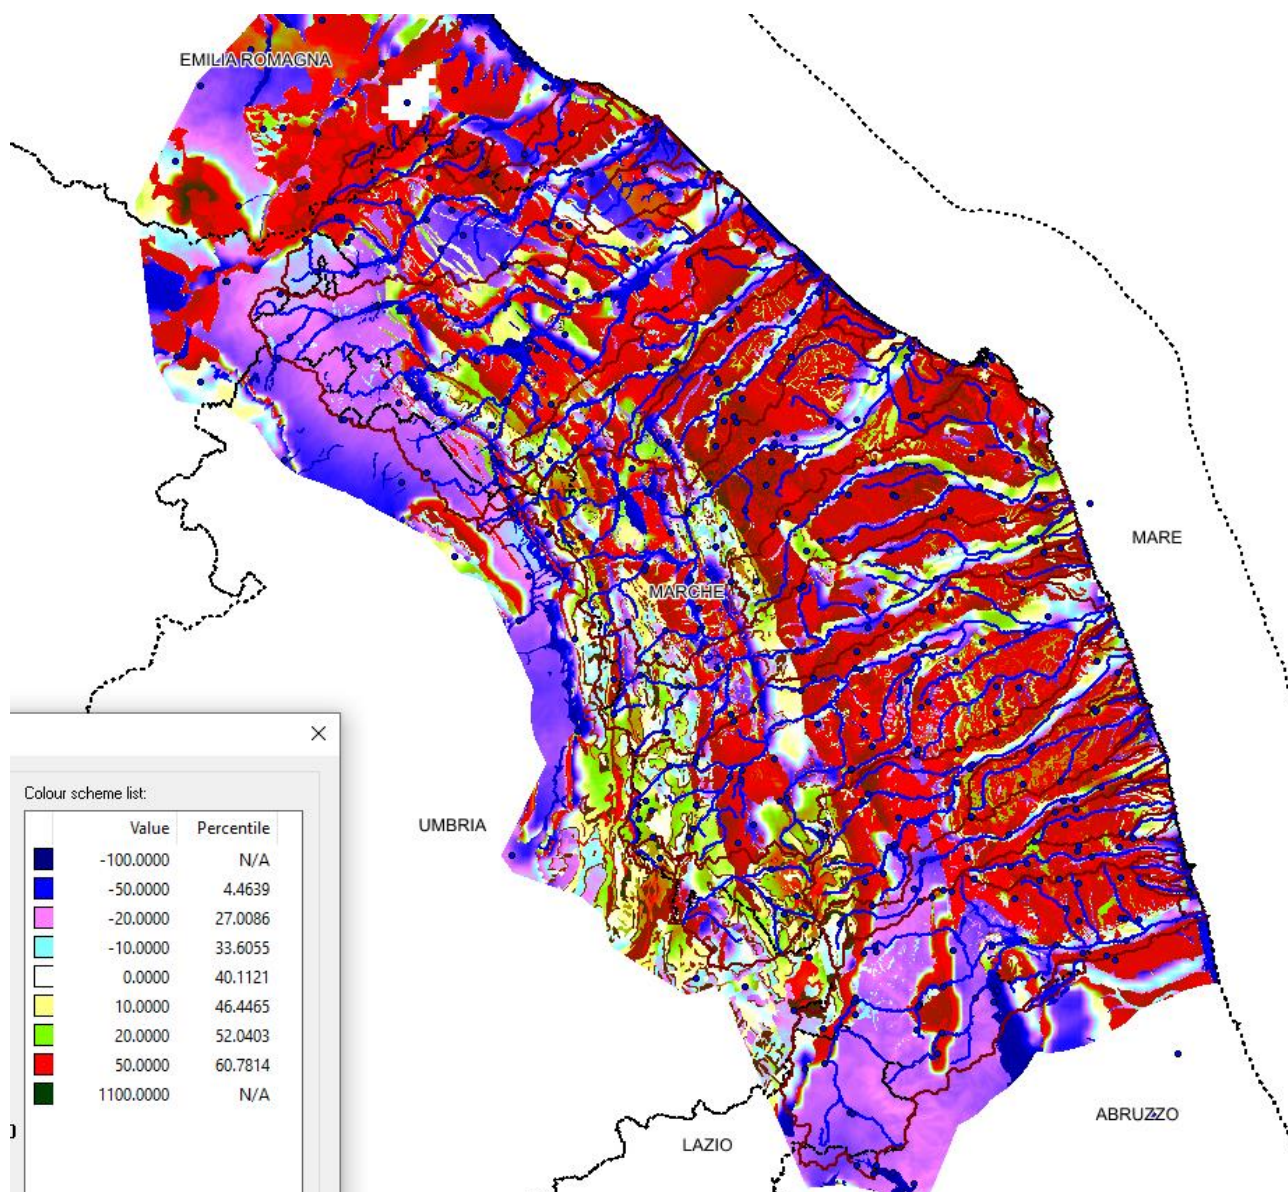 EMILIA ROMAGNA
MARE
MARCHE
UMBRIA
ABRUZZO
LAZIO
Colour scheme list:
Value Percentile
-100.0000 N/A
-50.0000 4.4639
-20.0000 27.0086
-10.0000 33.6055
0.0000 40.1121
10.0000 46.4465
20.0000 52.0403
50.0000 60.7814
1100.0000 N/A